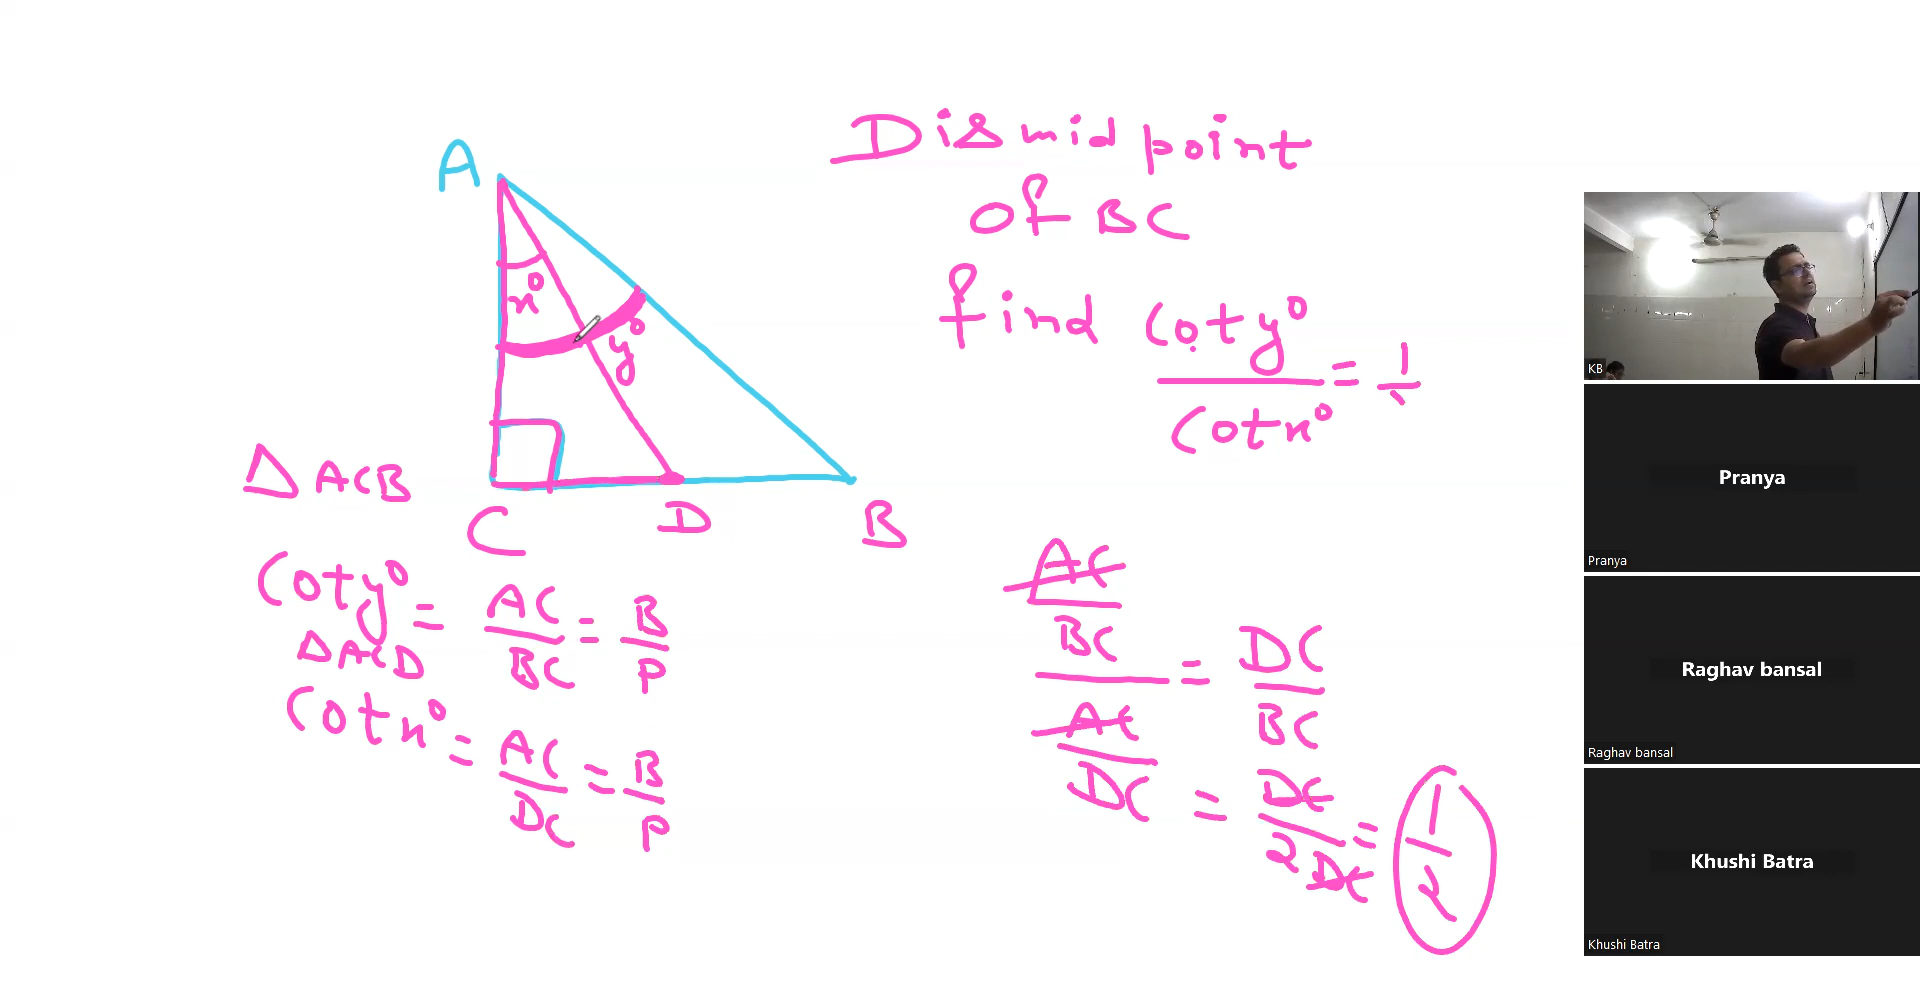 D is mid point
of BC
find cot y° / cot x° = 1/
A
x°
y°
C
D
B
Δ ACB
cot y° = AC/BC = B/P
Δ ACD
cot x° = AC/DC = B/P
AC/BC / AC/DC = DC/BC
= DC/2DC = 1/2
KB
Pranya
Pranya
Raghav bansal
Raghav bansal
Khushi Batra
Khushi Batra